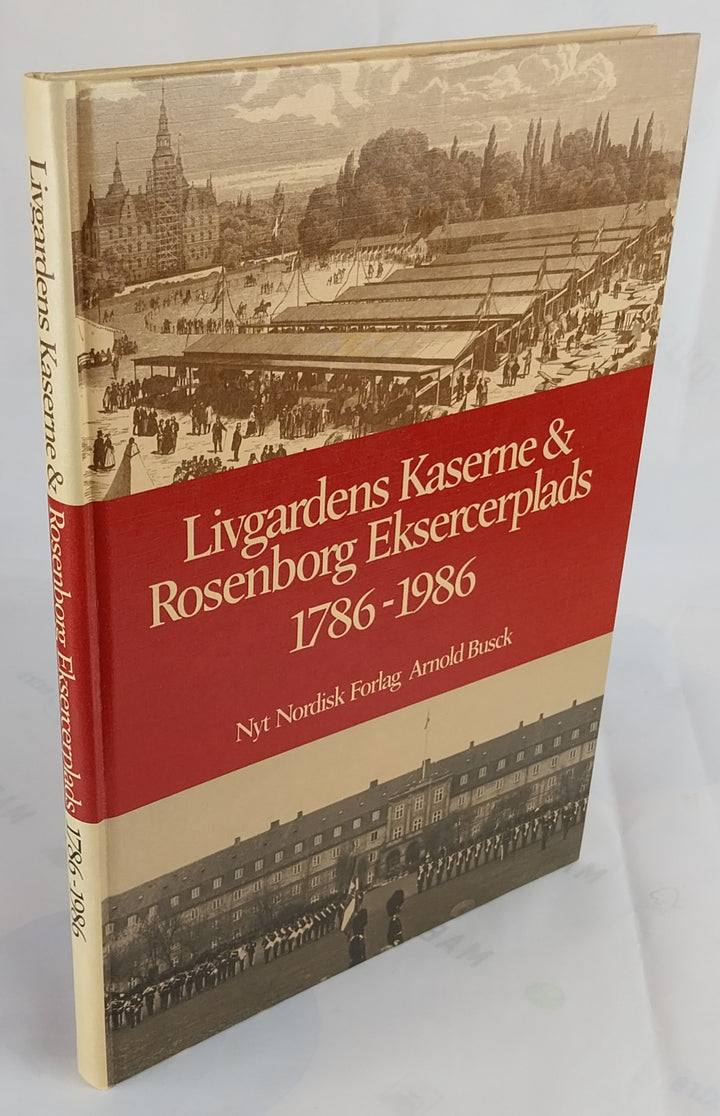 Livgardens Kaserne & Rosenborg Eksercerplads 1786-1986
Livgardens Kaserne &
Rosenborg Eksercerplads
1786-1986
Nyt Nordisk Forlag Arnold Busck